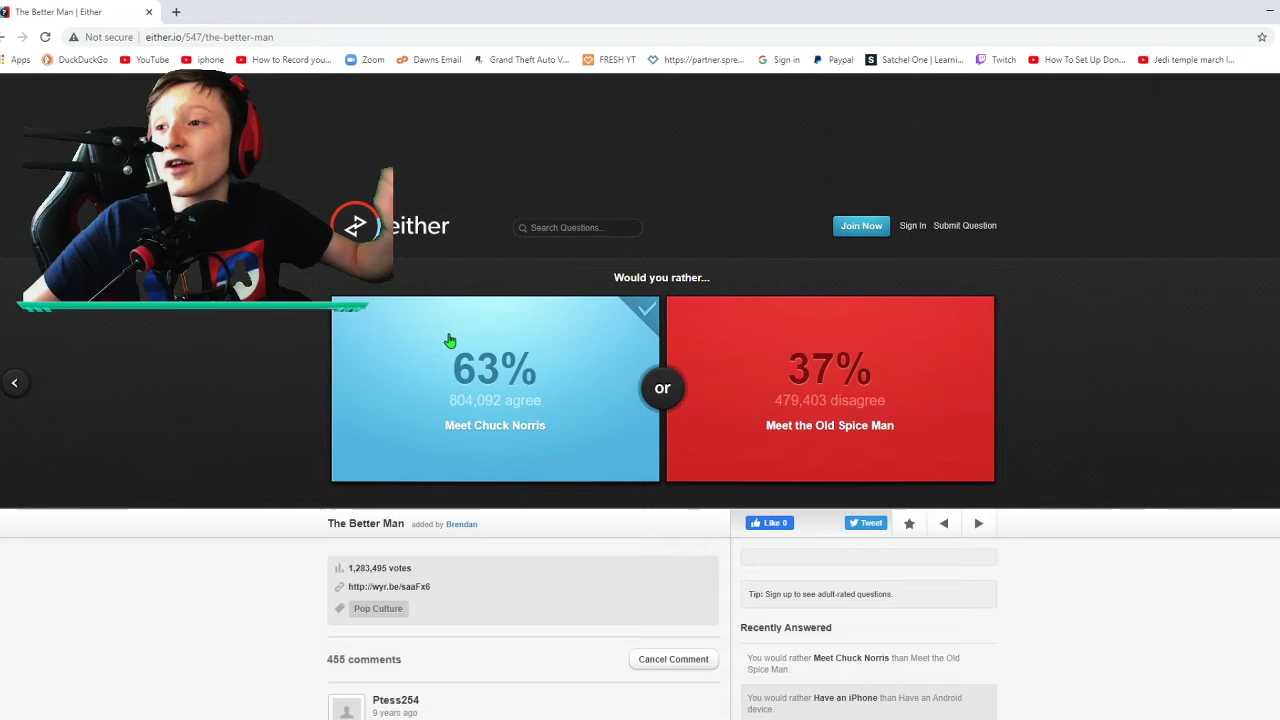 The Better Man | Either
Not secure | either.io/547/the-better-man
Apps DuckDuckGo YouTube iphone How to record you... Zoom Dawns Email Grand Theft Auto V... FRESH YT https://partner.spre... Sign in Paypal Satchel One | Learni... Twitch How To Set Up Don... Jedi temple march l...
either
Search Questions...
Join Now Sign In Submit Question
Would you rather...
63%
804,092 agree
Meet Chuck Norris
or
37%
479,403 disagree
Meet the Old Spice Man
The Better Man added by Brendan
Like 0 Tweet
1,283,495 votes
http://wyr.be/saaFx6
Pop Culture
455 comments Cancel Comment
Ptess254
9 years ago
Tip: Sign up to see adult-rated questions.
Recently Answered
You would rather Meet Chuck Norris than Meet the Old
Spice Man.
You would rather Have an iPhone than Have an Android
device.